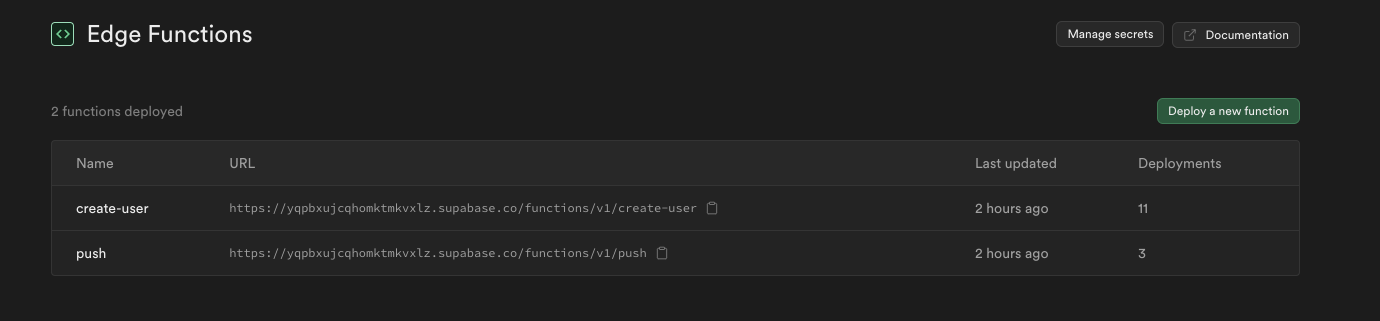 Edge Functions
Manage secrets
Documentation
2 functions deployed
Deploy a new function
Name URL Last updated Deployments
create-user https://yqpbxujcqhomktmkvxlz.supabase.co/functions/v1/create-user 2 hours ago 11
push https://yqpbxujcqhomktmkvxlz.supabase.co/functions/v1/push 2 hours ago 3